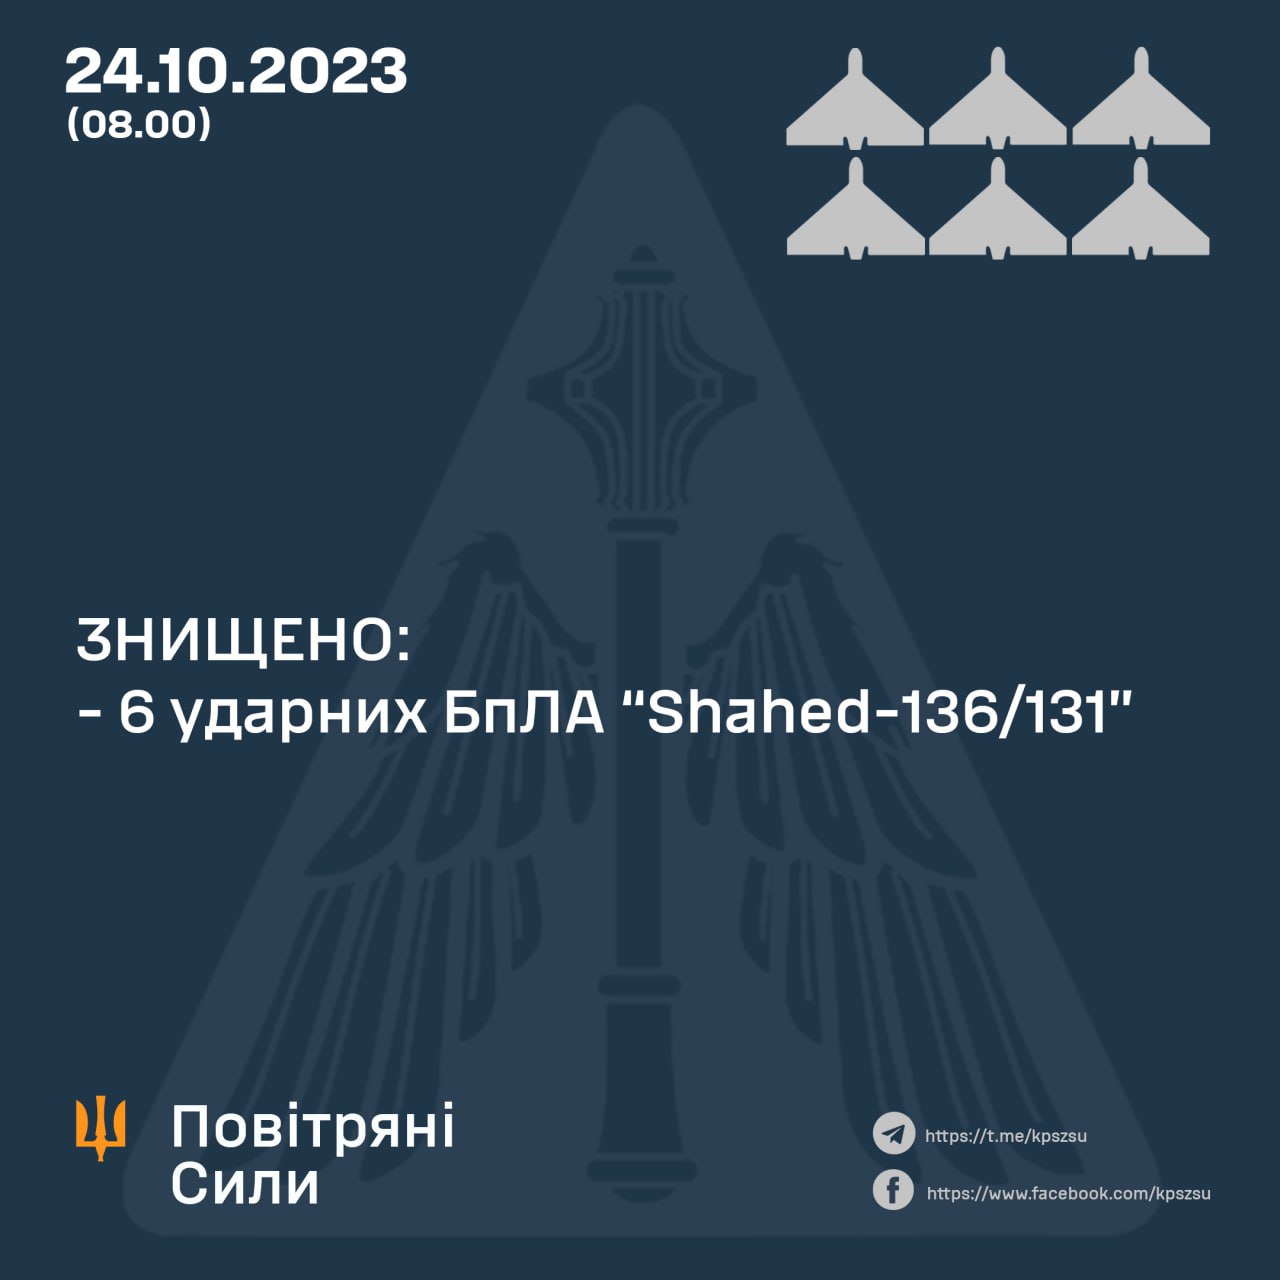 24.10.2023
(08.00)
ЗНИЩЕНО:
- 6 ударних БпЛА “Shahed-136/131”
Повітряні
Сили
https://t.me/kpszsu
https://www.facebook.com/kpszsu